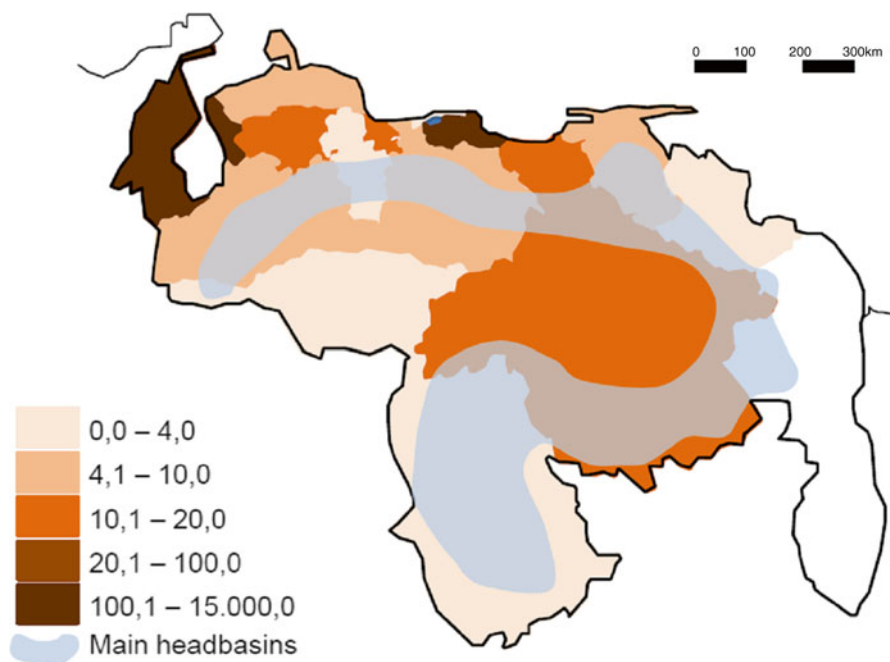 0 100 200 300km
0,0 – 4,0
4,1 – 10,0
10,1 – 20,0
20,1 – 100,0
100,1 – 15.000,0
Main headbasins